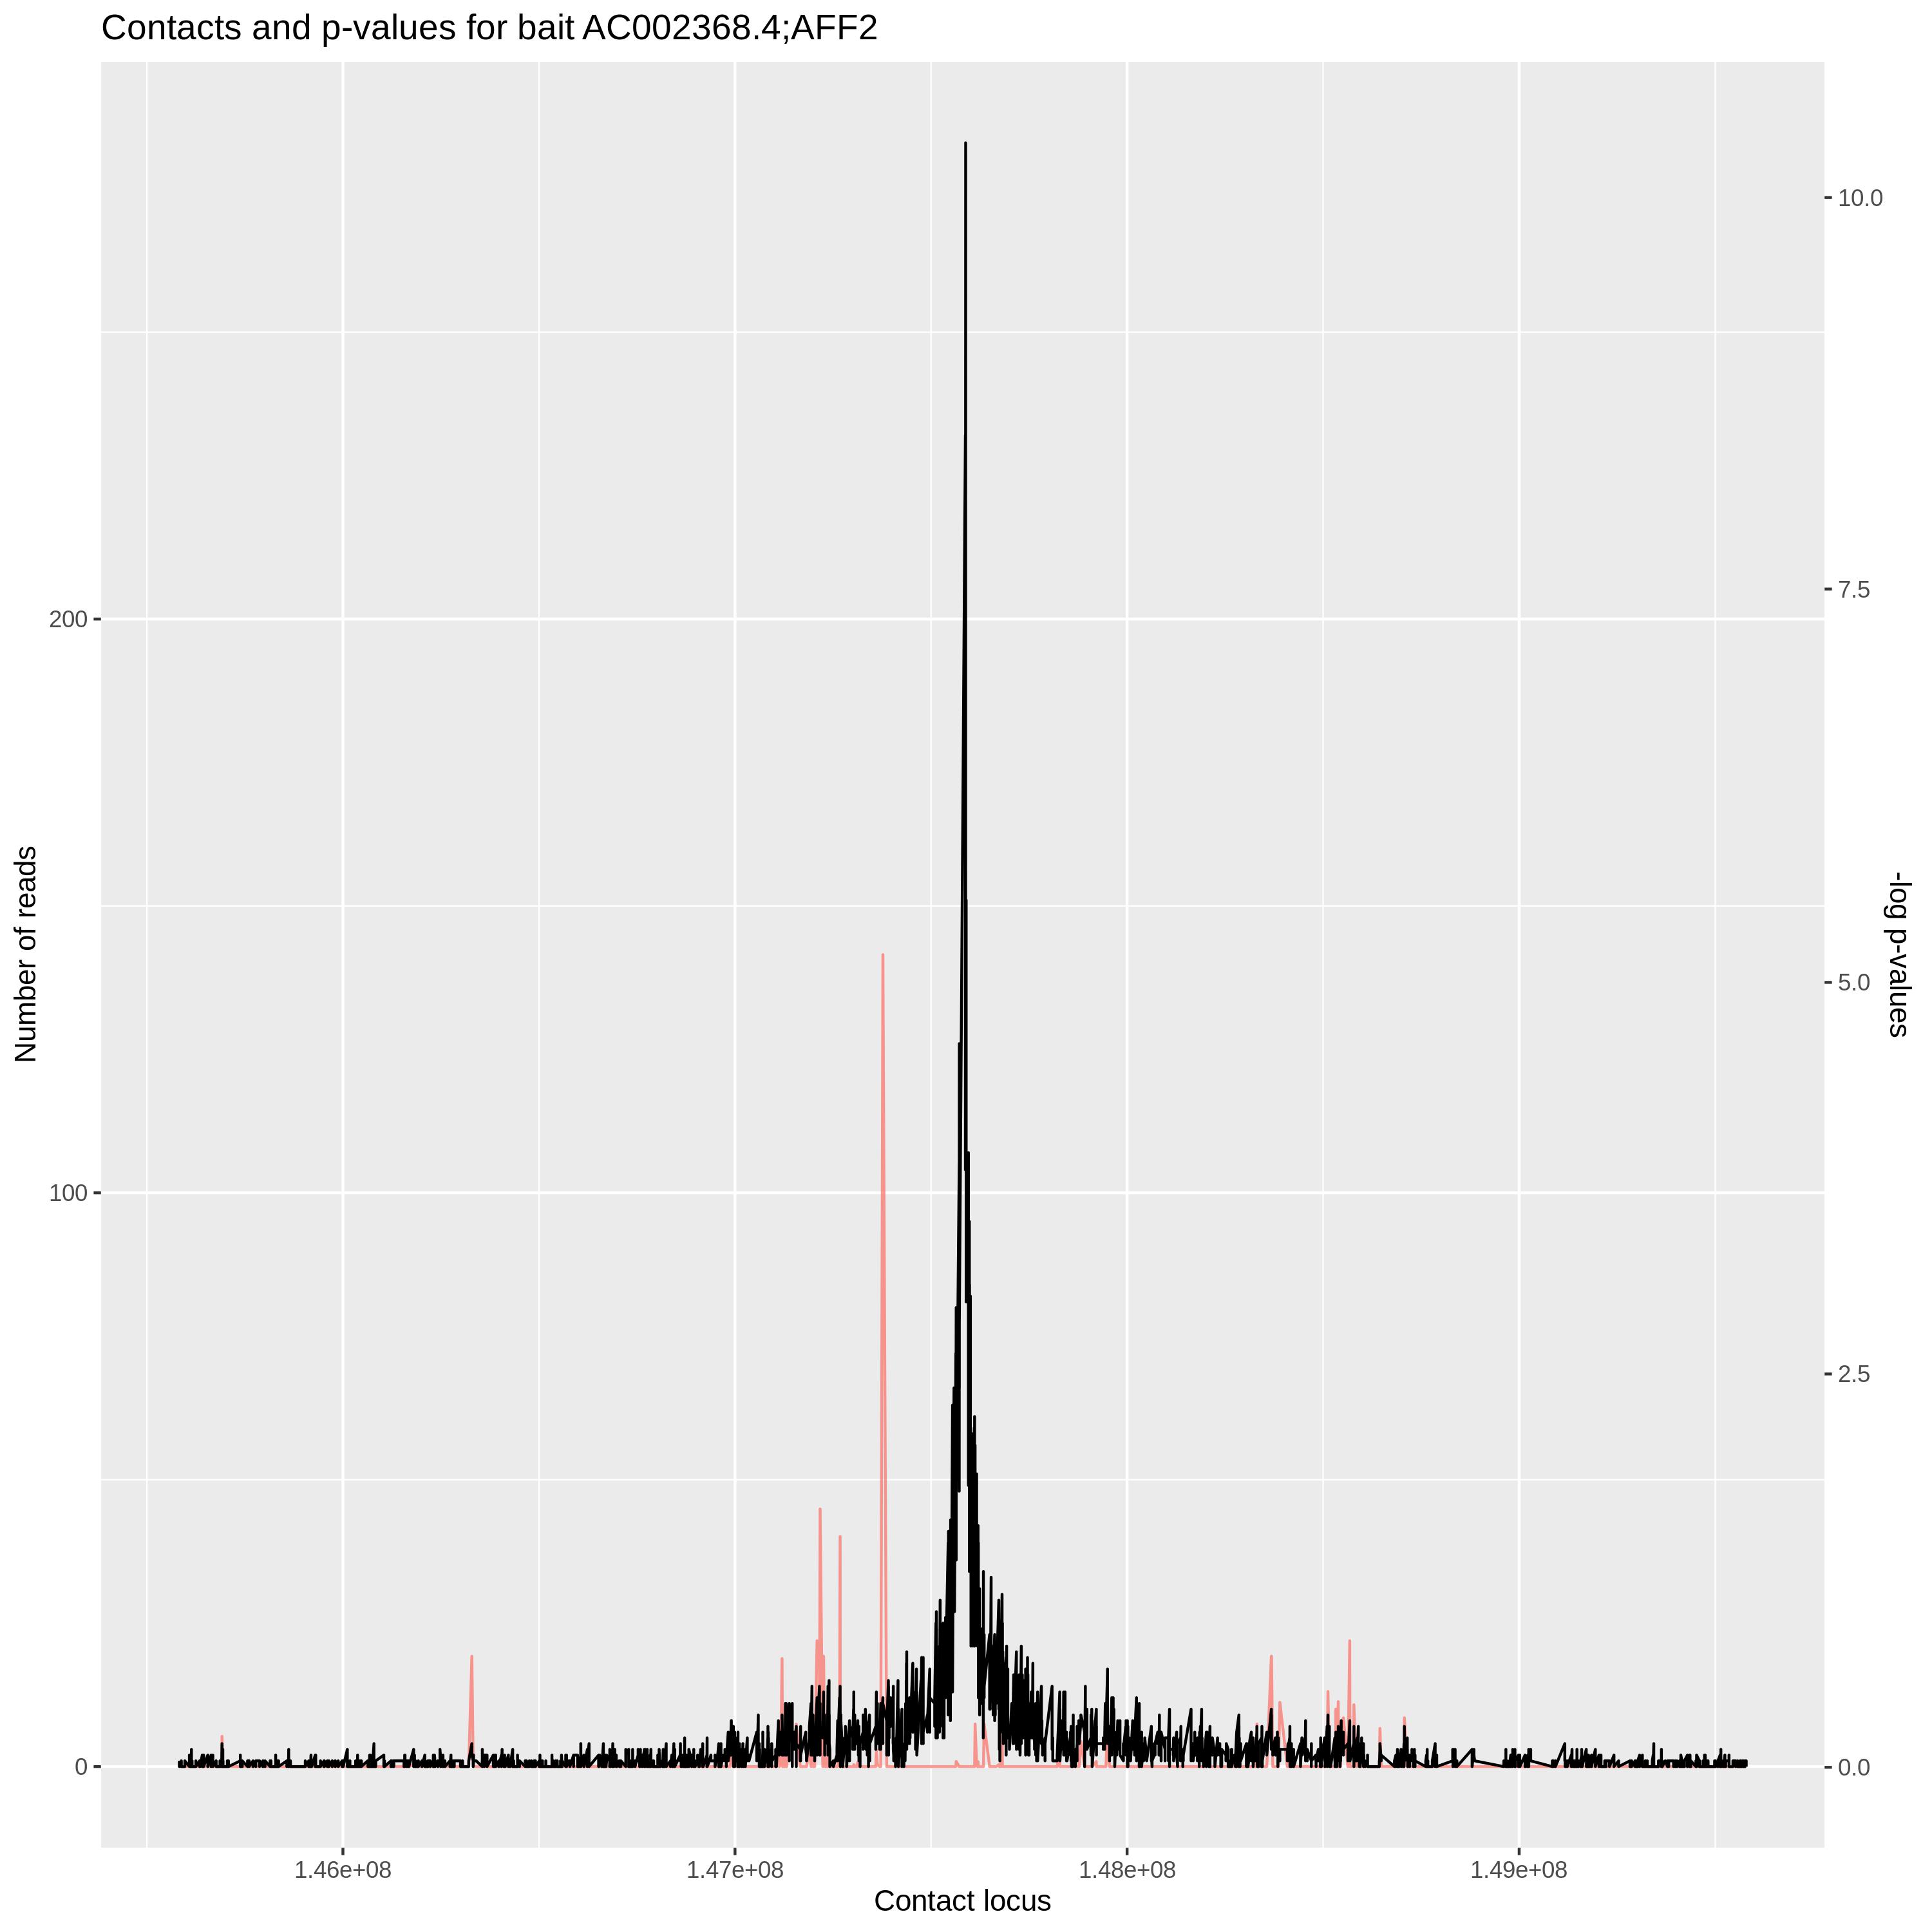 Contacts and p-values for bait AC002368.4;AFF2
Number of reads
200
100
0
10.0
7.5
5.0
2.5
0.0
-log p-values
1.46e+08
1.47e+08
1.48e+08
1.49e+08
Contact locus